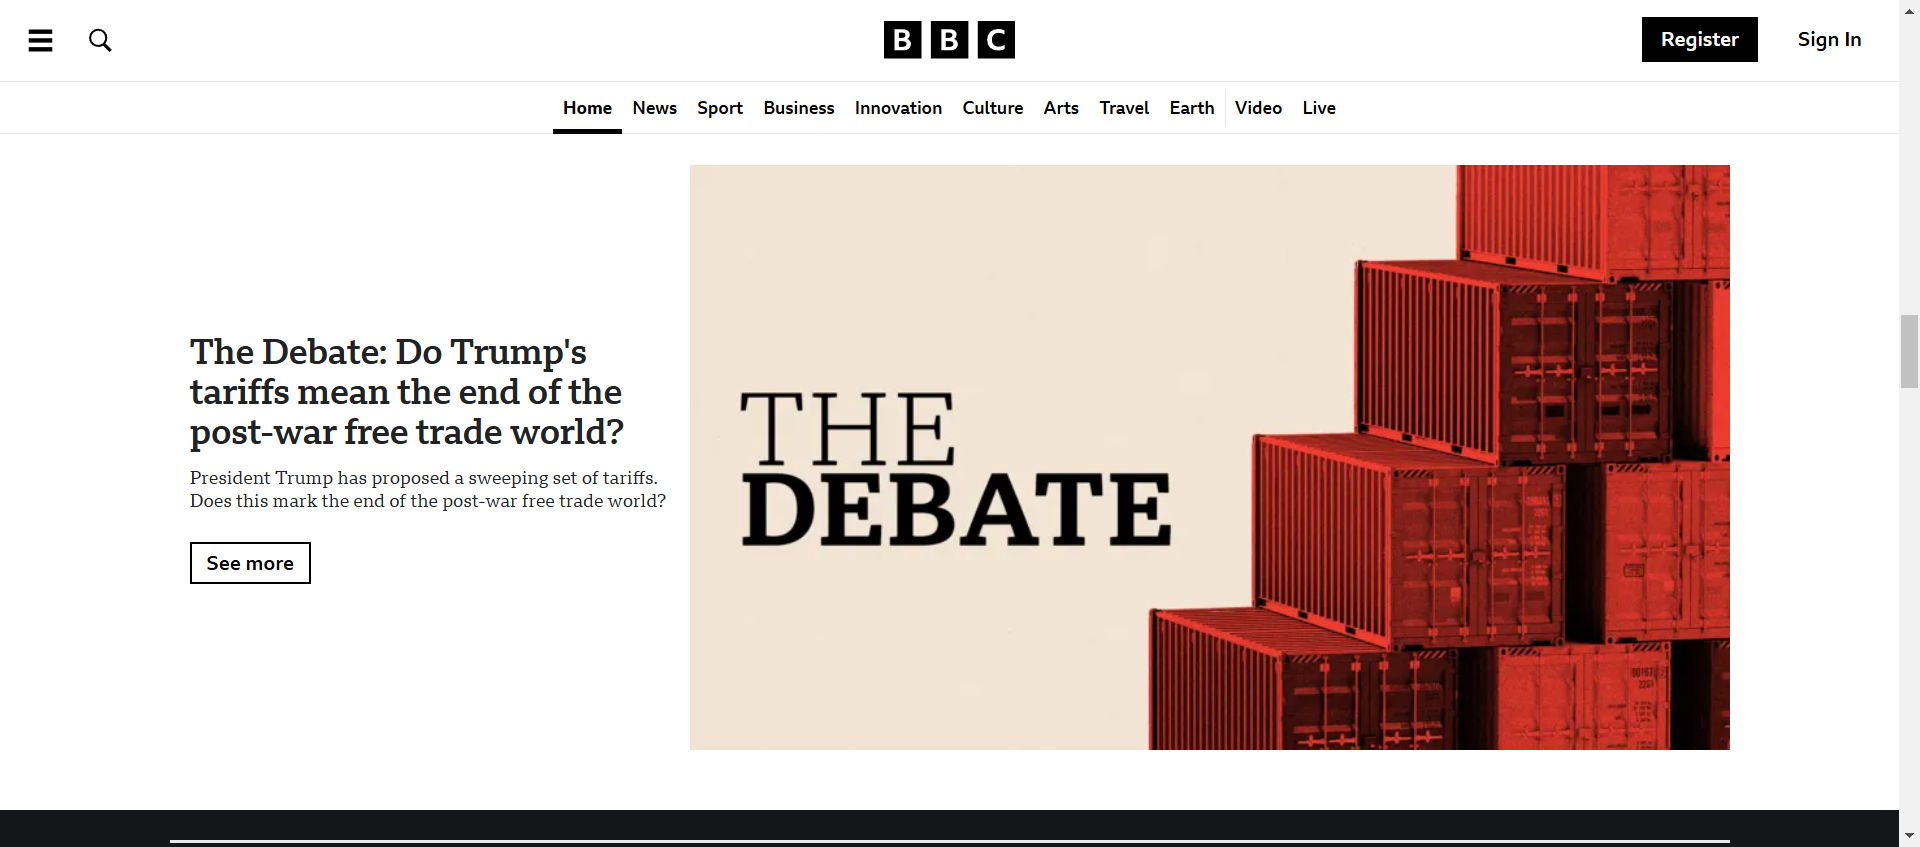 BBC
Register
Sign In
Home News Sport Business Innovation Culture Arts Travel Earth Video Live
The Debate: Do Trump's
tariffs mean the end of the
post-war free trade world?
President Trump has proposed a sweeping set of tariffs.
Does this mark the end of the post-war free trade world?
See more
THE
DEBATE